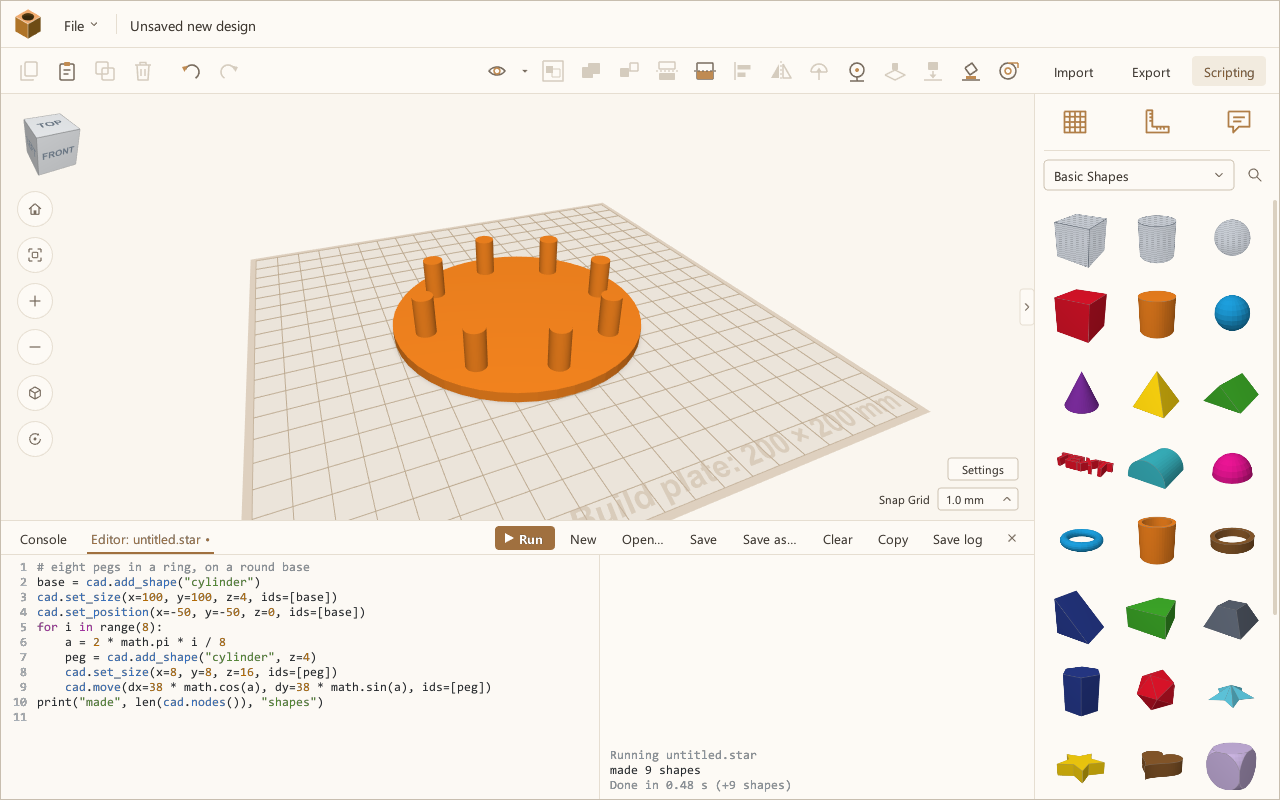 File
Unsaved new design
Import
Export
Scripting
TOP
FRONT
Basic Shapes
Build plate: 200 × 200 mm
Settings
Snap Grid
1.0 mm
Console
Editor: untitled.star •
Run
New
Open...
Save
Save as...
Clear
Copy
Save log
1 # eight pegs in a ring, on a round base
2 base = cad.add_shape("cylinder")
3 cad.set_size(x=100, y=100, z=4, ids=[base])
4 cad.set_position(x=-50, y=-50, z=0, ids=[base])
5 for i in range(8):
6     a = 2 * math.pi * i / 8
7     peg = cad.add_shape("cylinder", z=4)
8     cad.set_size(x=8, y=8, z=16, ids=[peg])
9     cad.move(dx=38 * math.cos(a), dy=38 * math.sin(a), ids=[peg])
10 print("made", len(cad.nodes()), "shapes")
11
Running untitled.star
made 9 shapes
Done in 0.48 s (+9 shapes)